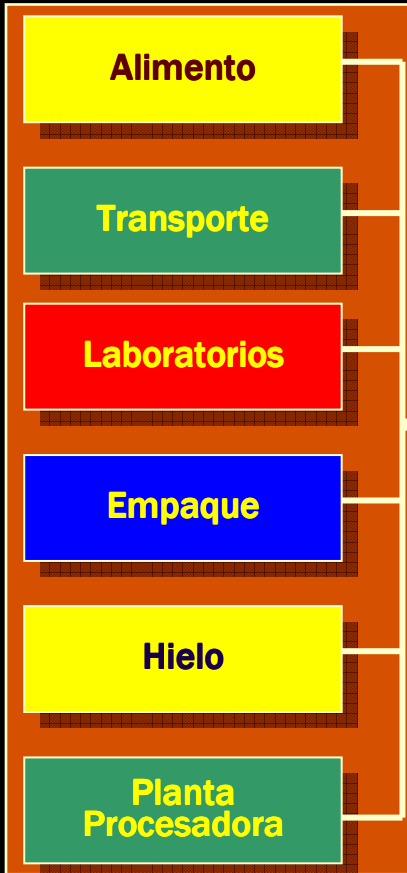 Alimento
Transporte
Laboratorios
Empaque
Hielo
Planta
Procesadora